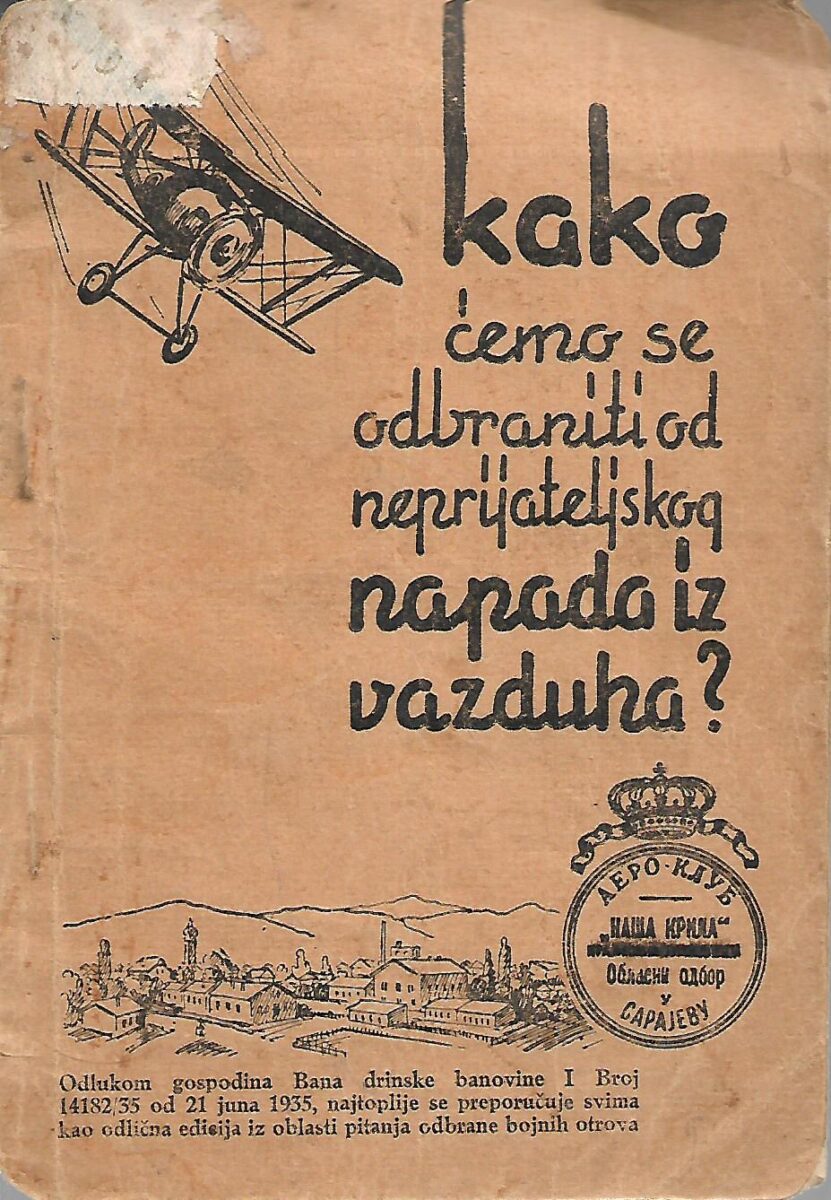 kako
ćemo se
odbraniti od
neprijateljskog
napada iz
vazduha?
АЕРО-КЛУБ
„НАША КРИЛА“
Обласни одбор
у
САРАЈЕВУ
Odlukom gospodina Bana drinske banovine I Broj
14182/35 od 21 juna 1935, najtoplije se preporučuje svima
kao odlična edicija iz oblasti pitanja odbrane bojnih otrova